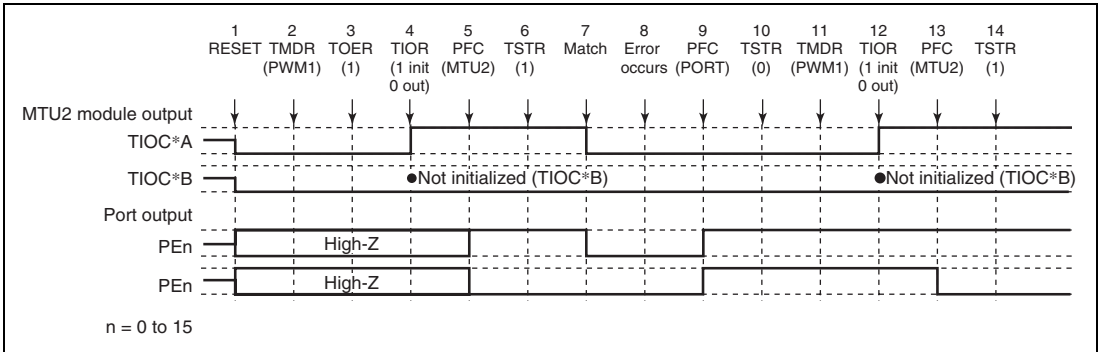 1 2 3 4 5 6 7 8 9 10 11 12 13 14
RESET TMDR TOER TIOR PFC TSTR Match Error PFC TSTR TMDR TIOR PFC TSTR
(PWM1) (1) (1 init (MTU2) (1) occurs (PORT) (0) (PWM1) (1 init (MTU2) (1)
0 out) 0 out)
MTU2 module output
TIOC*A
TIOC*B ●Not initialized (TIOC*B) ●Not initialized (TIOC*B)
Port output
PEn High-Z
PEn High-Z
n = 0 to 15